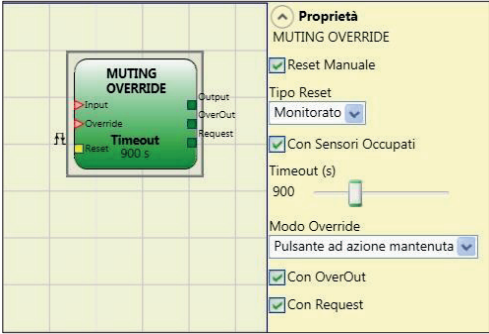 MUTING
OVERRIDE
Input
Override
Reset
Timeout
900 s
Output
OverOut
Request
Proprietà
MUTING OVERRIDE
Reset Manuale
Tipo Reset
Monitorato
Con Sensori Occupati
Timeout (s)
900
Modo Override
Pulsante ad azione mantenuta
Con OverOut
Con Request